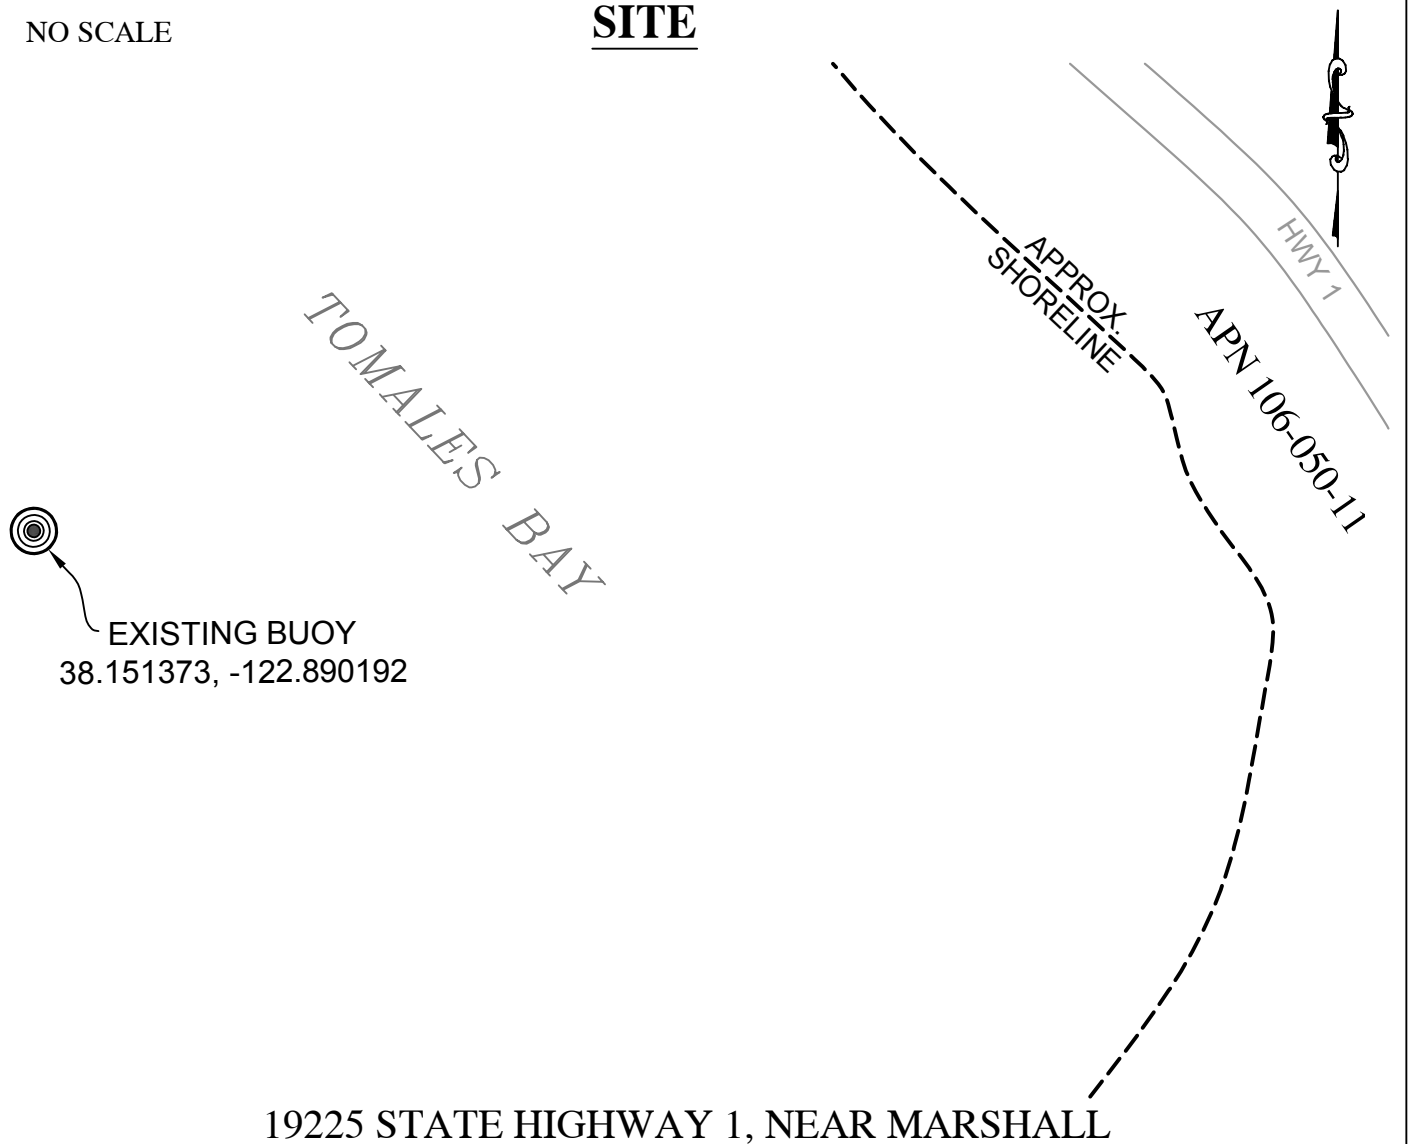 NO SCALE
SITE
HWY 1
APPROX.
SHORELINE
APN 106-050-11
TOMALES BAY
EXISTING BUOY
38.151373, -122.890192
19225 STATE HIGHWAY 1, NEAR MARSHALL